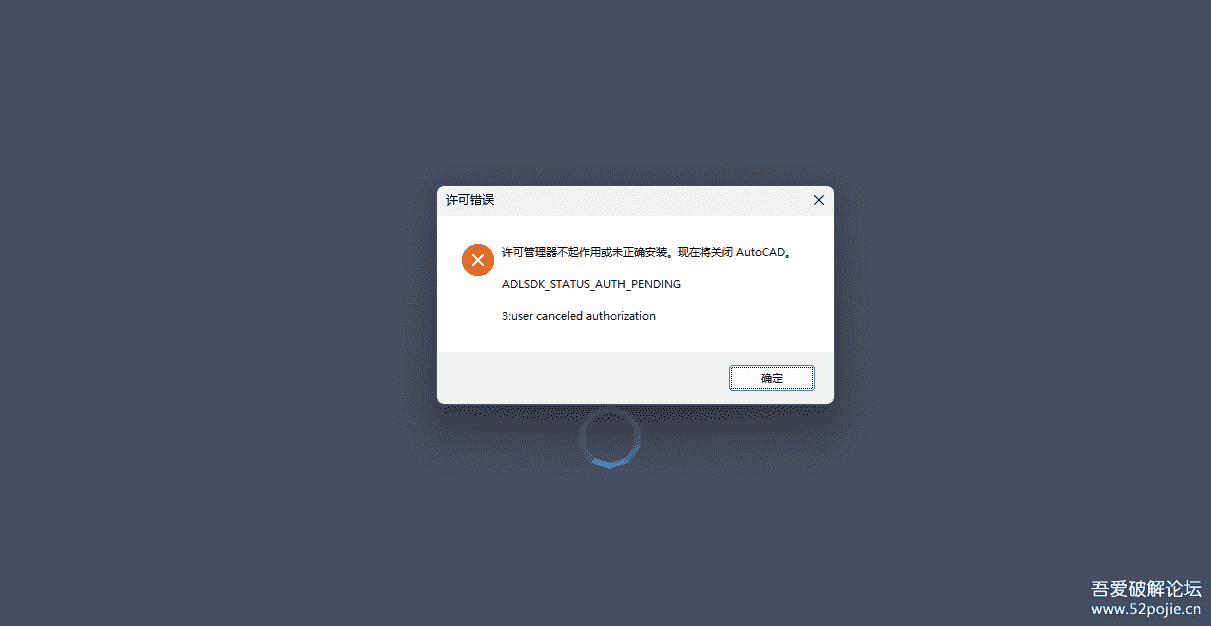 许可错误
许可管理器不起作用或未正确安装。现在将关闭 AutoCAD。
ADLSDK_STATUS_AUTH_PENDING
3:user canceled authorization
确定
吾爱破解论坛
www.52pojie.cn